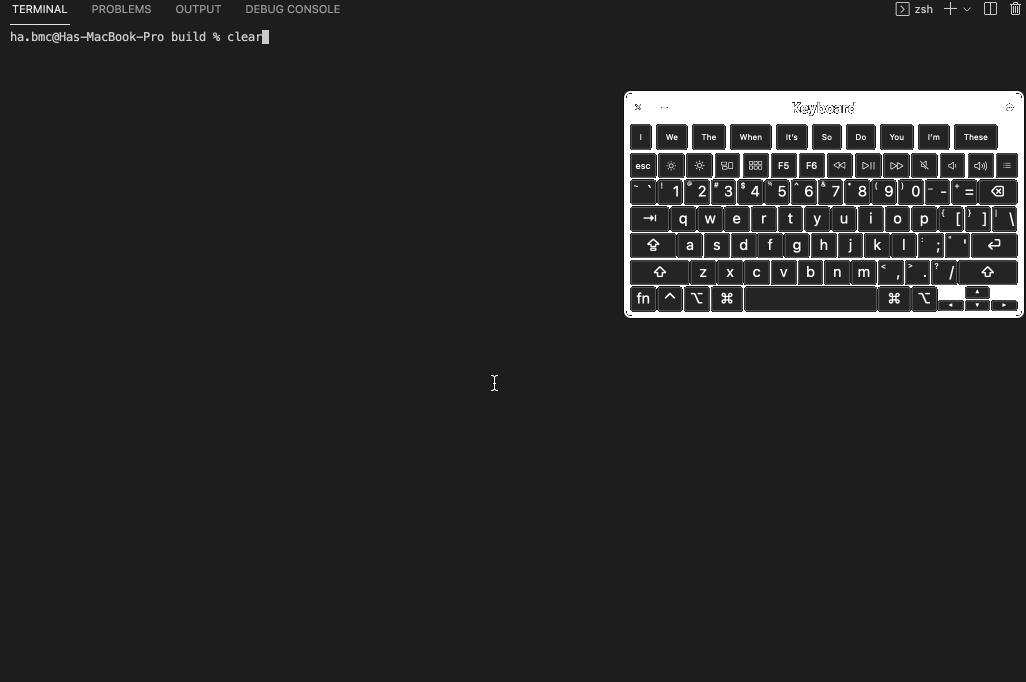 TERMINAL PROBLEMS OUTPUT DEBUG CONSOLE zsh
ha.bmc@Has-MacBook-Pro build % clear
Keyboard
I We The When It's So Do You I'm These
esc F5 F6
~ ` ! 1 @ 2 # 3 $ 4 % 5 ^ 6 & 7 * 8 ( 9 ) 0 _ - + = 
q w e r t y u i o p { [ } ] | \
a s d f g h j k l : ; " '
z x c v b n m < , > . ? /
fn ^ ⌥ ⌘ ⌘ ⌥